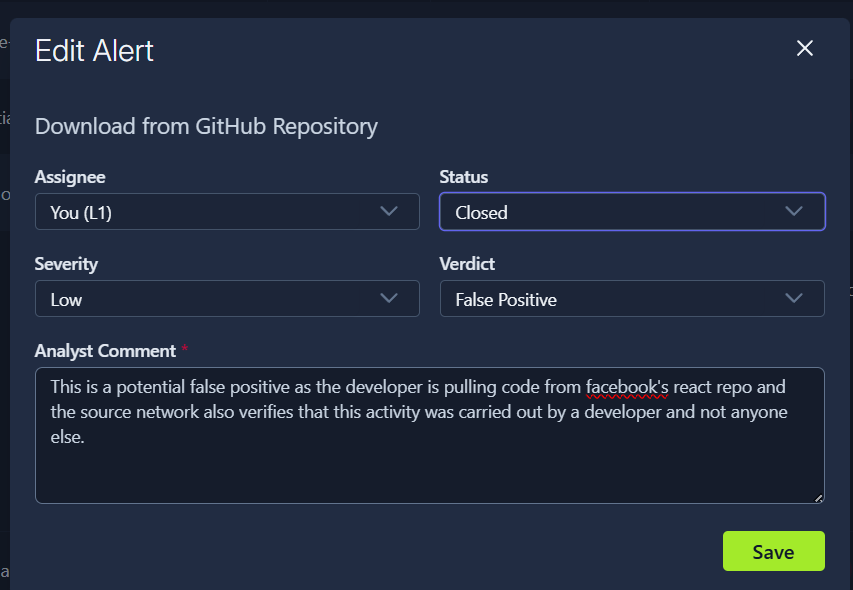 Edit Alert
Download from GitHub Repository
Assignee
Status
You (L1)
Closed
Severity
Verdict
Low
False Positive
Analyst Comment *
This is a potential false positive as the developer is pulling code from facebook's react repo and
the source network also verifies that this activity was carried out by a developer and not anyone
else.
Save